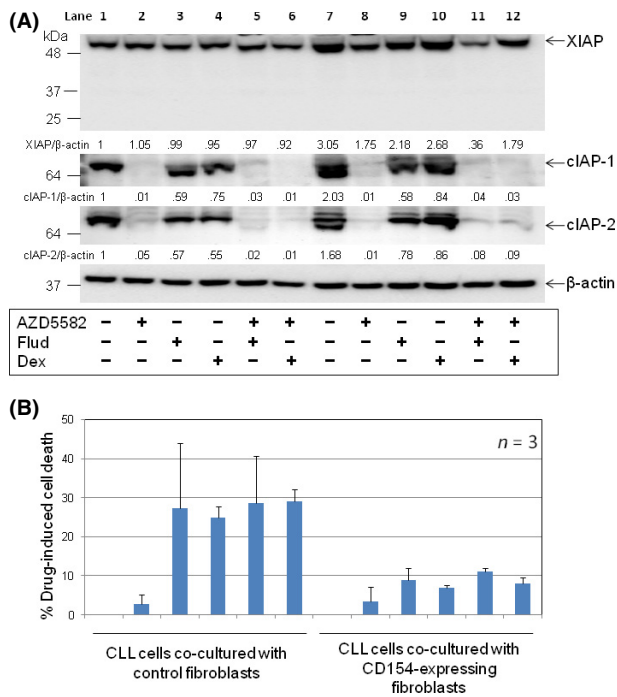 (A) Lane 1 2 3 4 5 6 7 8 9 10 11 12
kDa
XIAP
48
37
25
XIAP/β-actin 1 1.05 .99 .95 .97 .92 3.05 1.75 2.18 2.68 .36 1.79
cIAP-1
64
cIAP-1/β-actin 1 .01 .59 .75 .03 .01 2.03 .01 .58 .84 .04 .03
cIAP-2
64
cIAP-2/β-actin 1 .05 .57 .55 .02 .01 1.68 .01 .78 .86 .08 .09
37
β-actin
AZD5582 − + − − + + − + − − + +
Flud − − + − + − − − + − + −
Dex − − − + − + − − − + − +
(B)
% Drug-induced cell death
50
40
30
20
10
0
n = 3
CLL cells co-cultured with
control fibroblasts
CLL cells co-cultured with
CD154-expressing
fibroblasts